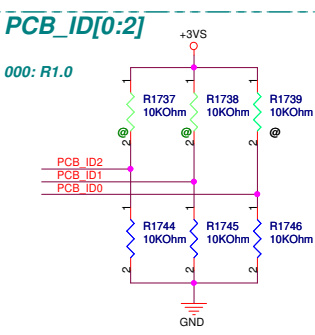 PCB_ID[0:2]
+3VS
000: R1.0
1 1 1
R1737 R1738 R1739
10KOhm 10KOhm 10KOhm
@ @ @
2 2 2
PCB_ID2
PCB_ID1
PCB_ID0
1 1 1
R1744 R1745 R1746
10KOhm 10KOhm 10KOhm
2 2 2
GND